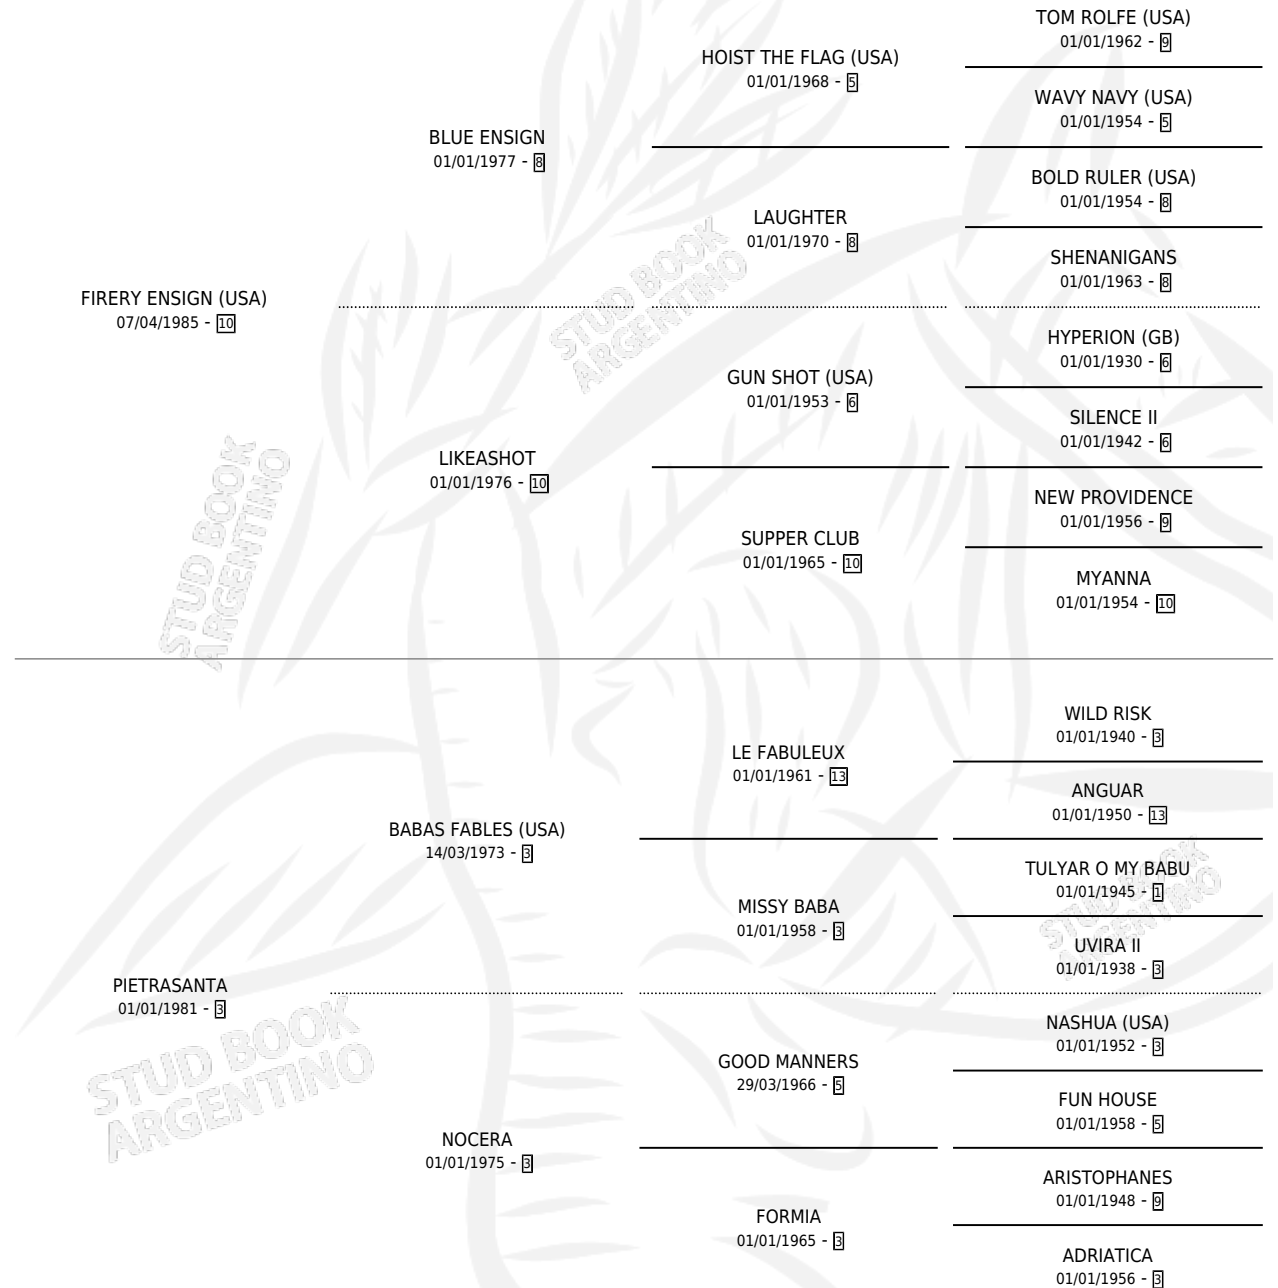 TOM ROLFE (USA)
01/01/1962 - 9
HOIST THE FLAG (USA)
01/01/1968 - 5
WAVY NAVY (USA)
01/01/1954 - 5
BLUE ENSIGN
01/01/1977 - 8
BOLD RULER (USA)
01/01/1954 - 8
LAUGHTER
01/01/1970 - 8
SHENANIGANS
01/01/1963 - 8
FIRERY ENSIGN (USA)
07/04/1985 - 10
HYPERION (GB)
01/01/1930 - 6
GUN SHOT (USA)
01/01/1953 - 6
SILENCE II
01/01/1942 - 6
LIKEASHOT
01/01/1976 - 10
NEW PROVIDENCE
01/01/1956 - 9
SUPPER CLUB
01/01/1965 - 10
MYANNA
01/01/1954 - 10
WILD RISK
01/01/1940 - 3
LE FABULEUX
01/01/1961 - 13
ANGUAR
01/01/1950 - 13
BABAS FABLES (USA)
14/03/1973 - 3
TULYAR O MY BABU
01/01/1945 - 1
MISSY BABA
01/01/1958 - 3
UVIRA II
01/01/1938 - 3
PIETRASANTA
01/01/1981 - 3
NASHUA (USA)
01/01/1952 - 3
GOOD MANNERS
29/03/1966 - 5
FUN HOUSE
01/01/1958 - 5
NOCERA
01/01/1975 - 3
ARISTOPHANES
01/01/1948 - 9
FORMIA
01/01/1965 - 3
ADRIATICA
01/01/1956 - 3
STUD BOOK
ARGENTINO
STUD BOOK
ARGENTINO
STUD BOOK
ARGENTINO
STUD BOOK
ARGENTINO